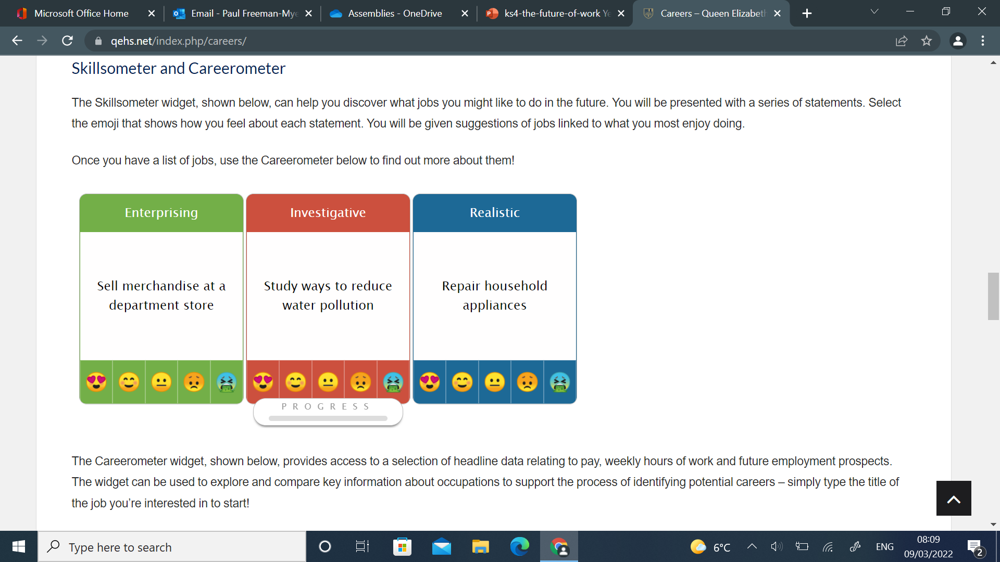 Microsoft Office Home
Email - Paul Freeman-Mye
Assemblies - OneDrive
ks4-the-future-of-work Ye
Careers – Queen Elizabeth
qehs.net/index.php/careers/
Skillsometer and Careerometer
The Skillsometer widget, shown below, can help you discover what jobs you might like to do in the future. You will be presented with a series of statements. Select
the emoji that shows how you feel about each statement. You will be given suggestions of jobs linked to what you most enjoy doing.
Once you have a list of jobs, use the Careerometer below to find out more about them!
Enterprising
Sell merchandise at a
department store
Investigative
Study ways to reduce
water pollution
Realistic
Repair household
appliances
PROGRESS
The Careerometer widget, shown below, provides access to a selection of headline data relating to pay, weekly hours of work and future employment prospects.
The widget can be used to explore and compare key information about occupations to support the process of identifying potential careers – simply type the title of
the job you’re interested in to start!
Type here to search
6°C
ENG
08:09
09/03/2022
2